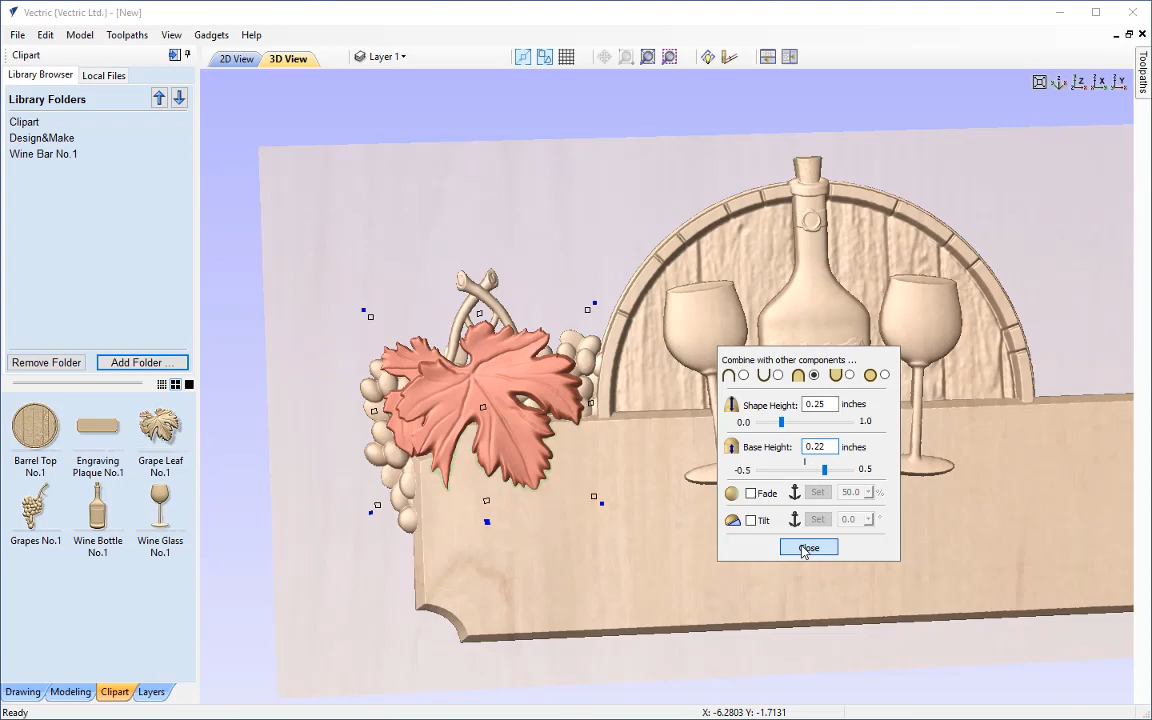 Vectric {Vectric Ltd.} - [New]
File Edit Model Toolpaths View Gadgets Help
Clipart
2D View 3D View Layer 1
Library Browser Local Files
Library Folders
Clipart
Design&Make
Wine Bar No.1
Toolpaths
Z X Y
Remove Folder Add Folder ...
Barrel Top No.1
Engraving Plaque No.1
Grape Leaf No.1
Grapes No.1
Wine Bottle No.1
Wine Glass No.1
Combine with other components ...
Shape Height: 0.25 inches
0.0 1.0
Base Height: 0.22 inches
-0.5 0.5
Fade Set 50.0 %
Tilt Set 0.0 °
Close
Drawing Modeling Clipart Layers
Ready X: -6.2803 Y: -1.7131